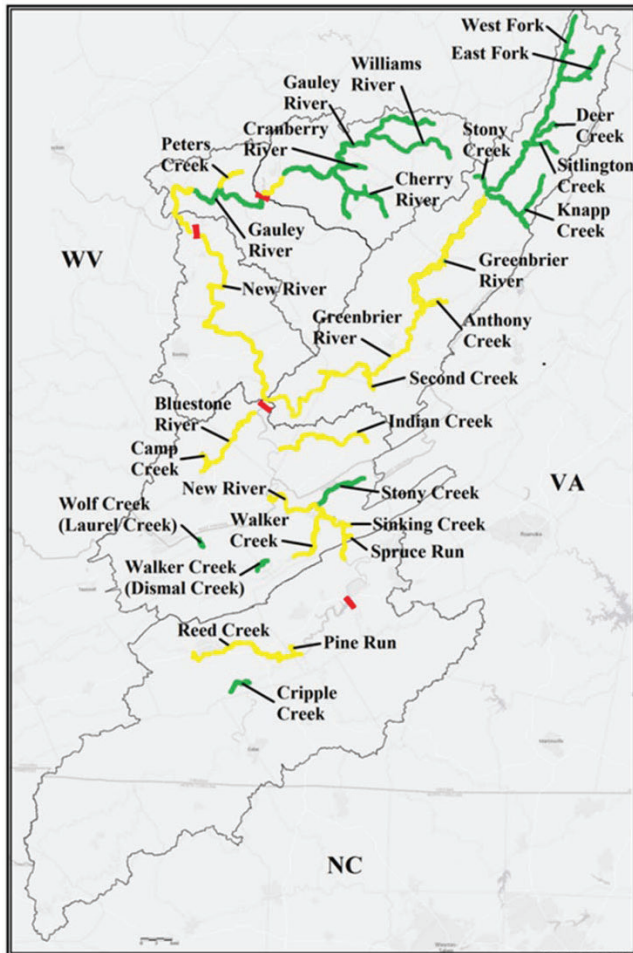 West Fork
East Fork
Williams
River
Gauley
River
Cranberry
River
Peters
Creek
Stony
Creek
Deer
Creek
Sitlington
Creek
Cherry
River
Knapp
Creek
Gauley
River
WV
Greenbrier
River
New River
Greenbrier
River
Anthony
Creek
Second Creek
Bluestone
River
Indian Creek
Camp
Creek
New River
Stony Creek
VA
Wolf Creek
(Laurel Creek)
Walker
Creek
Sinking Creek
Spruce Run
Walker Creek
(Dismal Creek)
Reed Creek
Pine Run
Cripple
Creek
NC